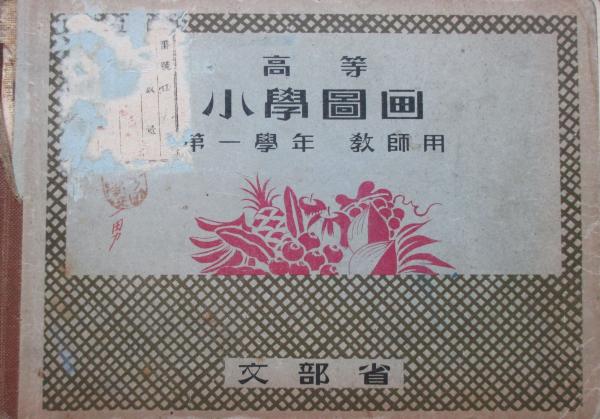 高等
小學圖画
第一學年 教師用
文部省